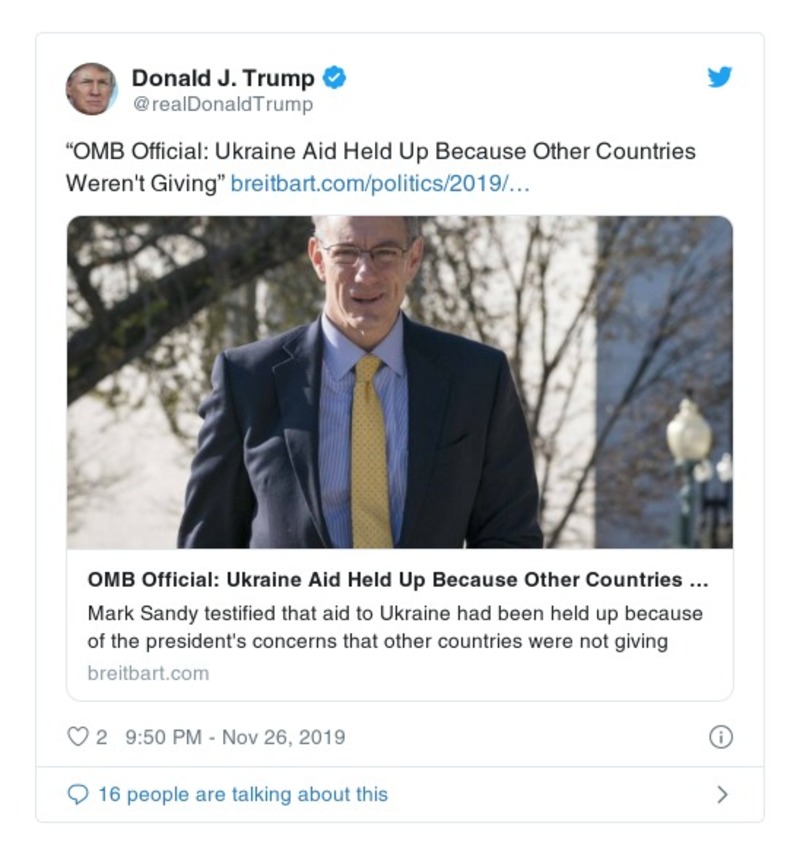 Donald J. Trump
@realDonaldTrump
“OMB Official: Ukraine Aid Held Up Because Other Countries
Weren't Giving” breitbart.com/politics/2019/…
OMB Official: Ukraine Aid Held Up Because Other Countries ...
Mark Sandy testified that aid to Ukraine had been held up because
of the president's concerns that other countries were not giving
breitbart.com
2 9:50 PM - Nov 26, 2019
16 people are talking about this